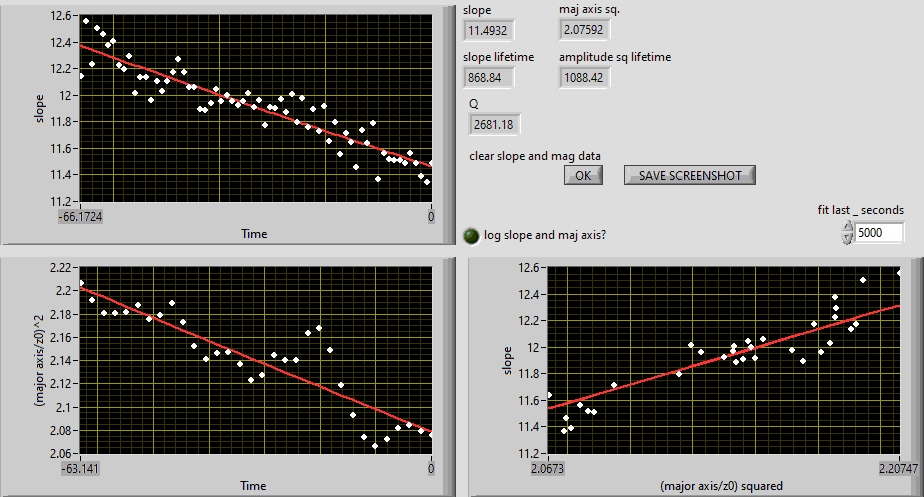 12.6
12.4
12.2
12
11.8
11.6
11.4
11.2
slope
-66.1724
0
Time
slope
maj axis sq.
11.4932
2.07592
slope lifetime
amplitude sq lifetime
868.84
1088.42
Q
2681.18
clear slope and mag data
OK
SAVE SCREENSHOT
fit last _ seconds
log slope and maj axis?
5000
2.22
2.2
2.18
2.16
2.14
2.12
2.1
2.08
2.06
(major axis/z0)^2
-63.141
0
Time
12.6
12.4
12.2
12
11.8
11.6
11.4
11.2
slope
2.0673
2.20747
(major axis/z0) squared